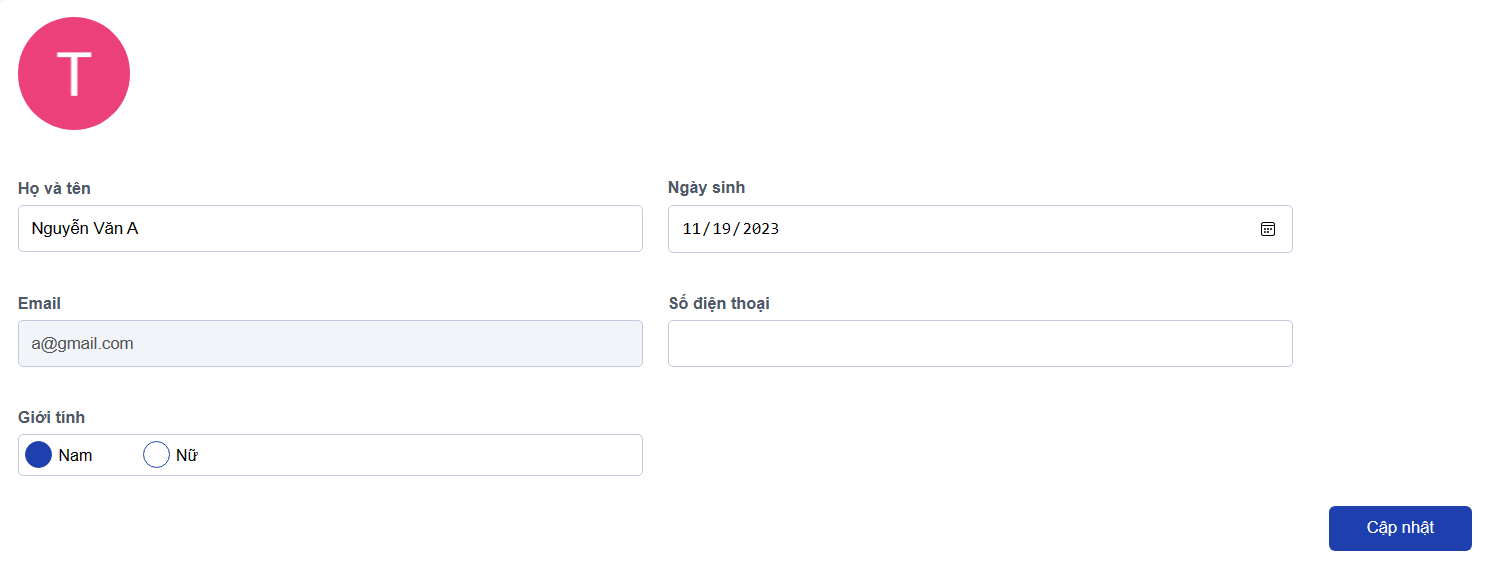 T
Họ và tên
Ngày sinh
Nguyễn Văn A
11/19/2023
Email
Số điện thoại
a@gmail.com
Giới tính
Nam
Nữ
Cập nhật